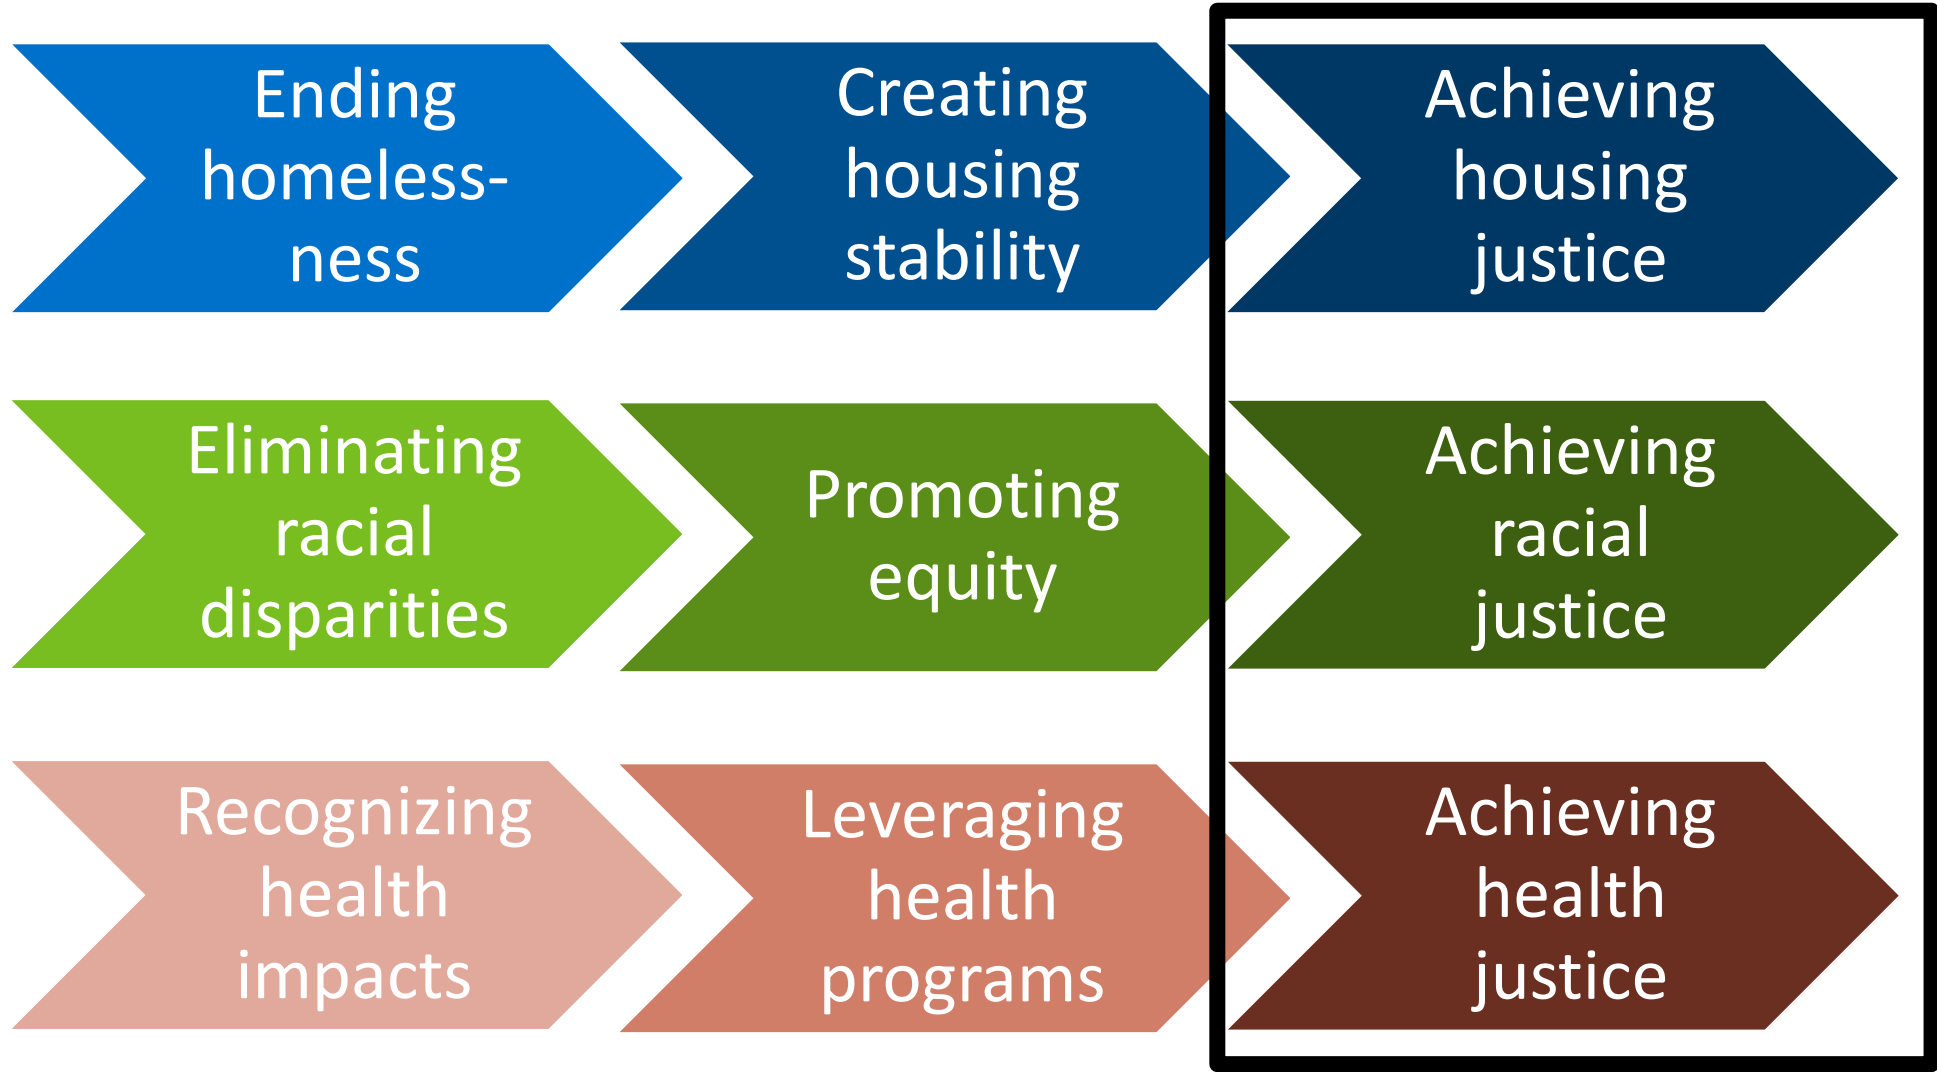 Ending
homeless-
ness
Creating
housing
stability
Achieving
housing
justice
Eliminating
racial
disparities
Promoting
equity
Achieving
racial
justice
Recognizing
health
impacts
Leveraging
health
programs
Achieving
health
justice